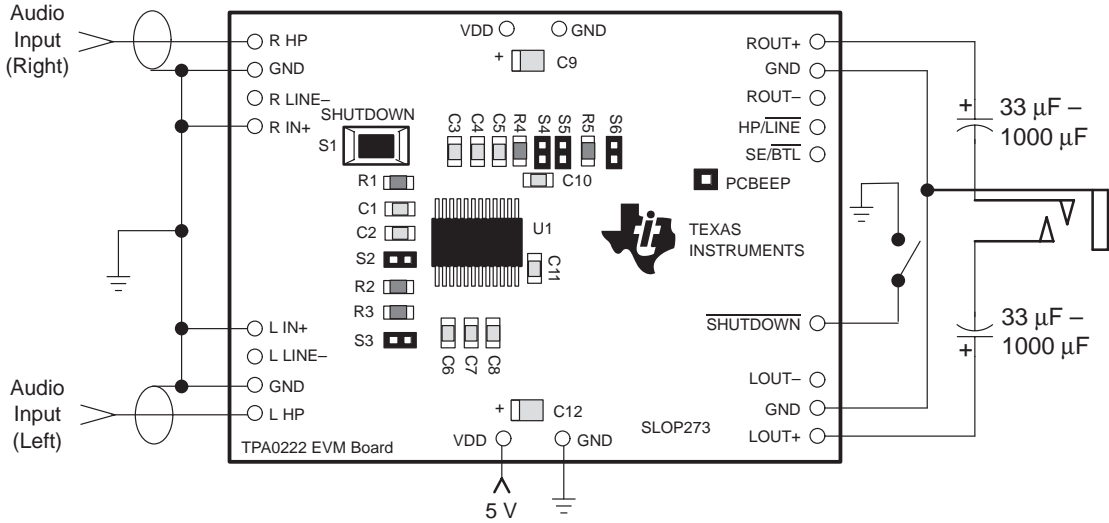 Audio
Input
(Right)
R HP
GND
R LINE–
R IN+
VDD
GND
+
C9
SHUTDOWN
S1
C3
C4
C5
R4
S4
S5
R5
S6
C10
R1
C1
C2
S2
R2
R3
S3
U1
C11
C6
C7
C8
TEXAS
INSTRUMENTS
PCBEEP
ROUT+
GND
ROUT–
HP/LINE
SE/BTL
SHUTDOWN
LOUT–
GND
LOUT+
+
33 μF –
1000 μF
33 μF –
1000 μF
+
L IN+
L LINE–
GND
L HP
Audio
Input
(Left)
+
C12
VDD
GND
SLOP273
TPA0222 EVM Board
5 V